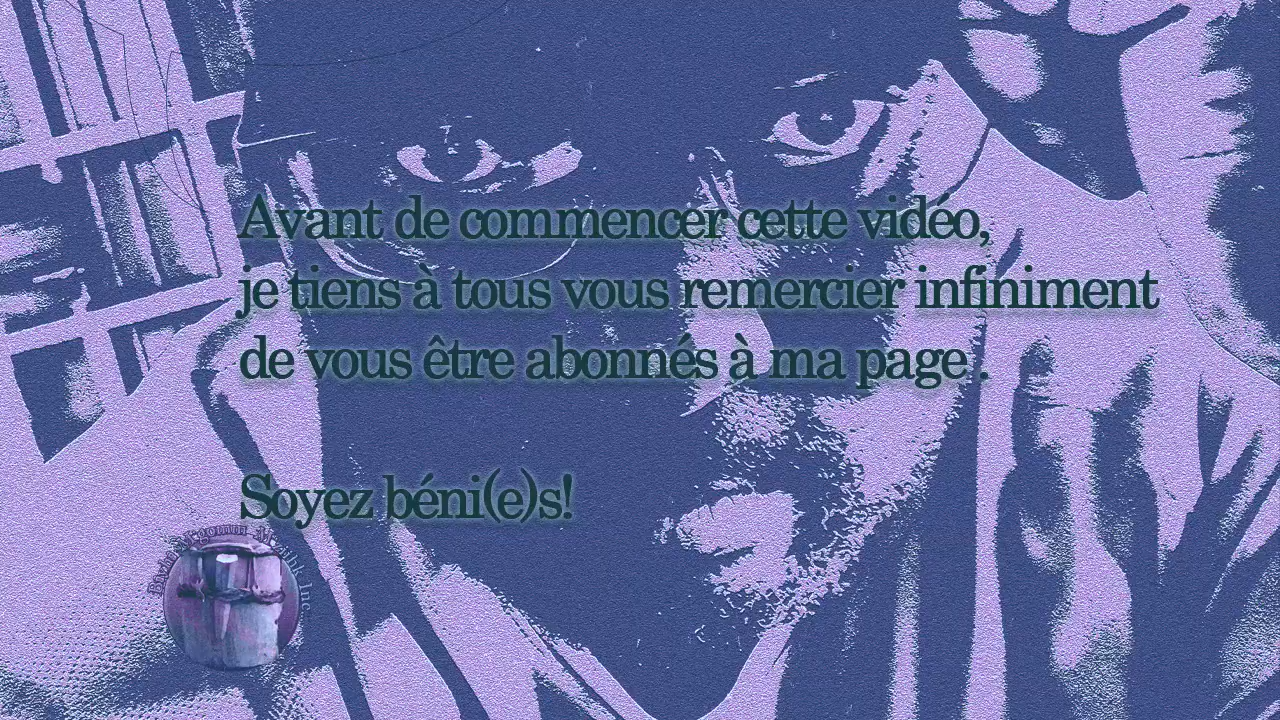 Avant de commencer cette vidéo,
je tiens à tous vous remercier infiniment
de vous être abonnés à ma page .
Soyez béni(e)s!